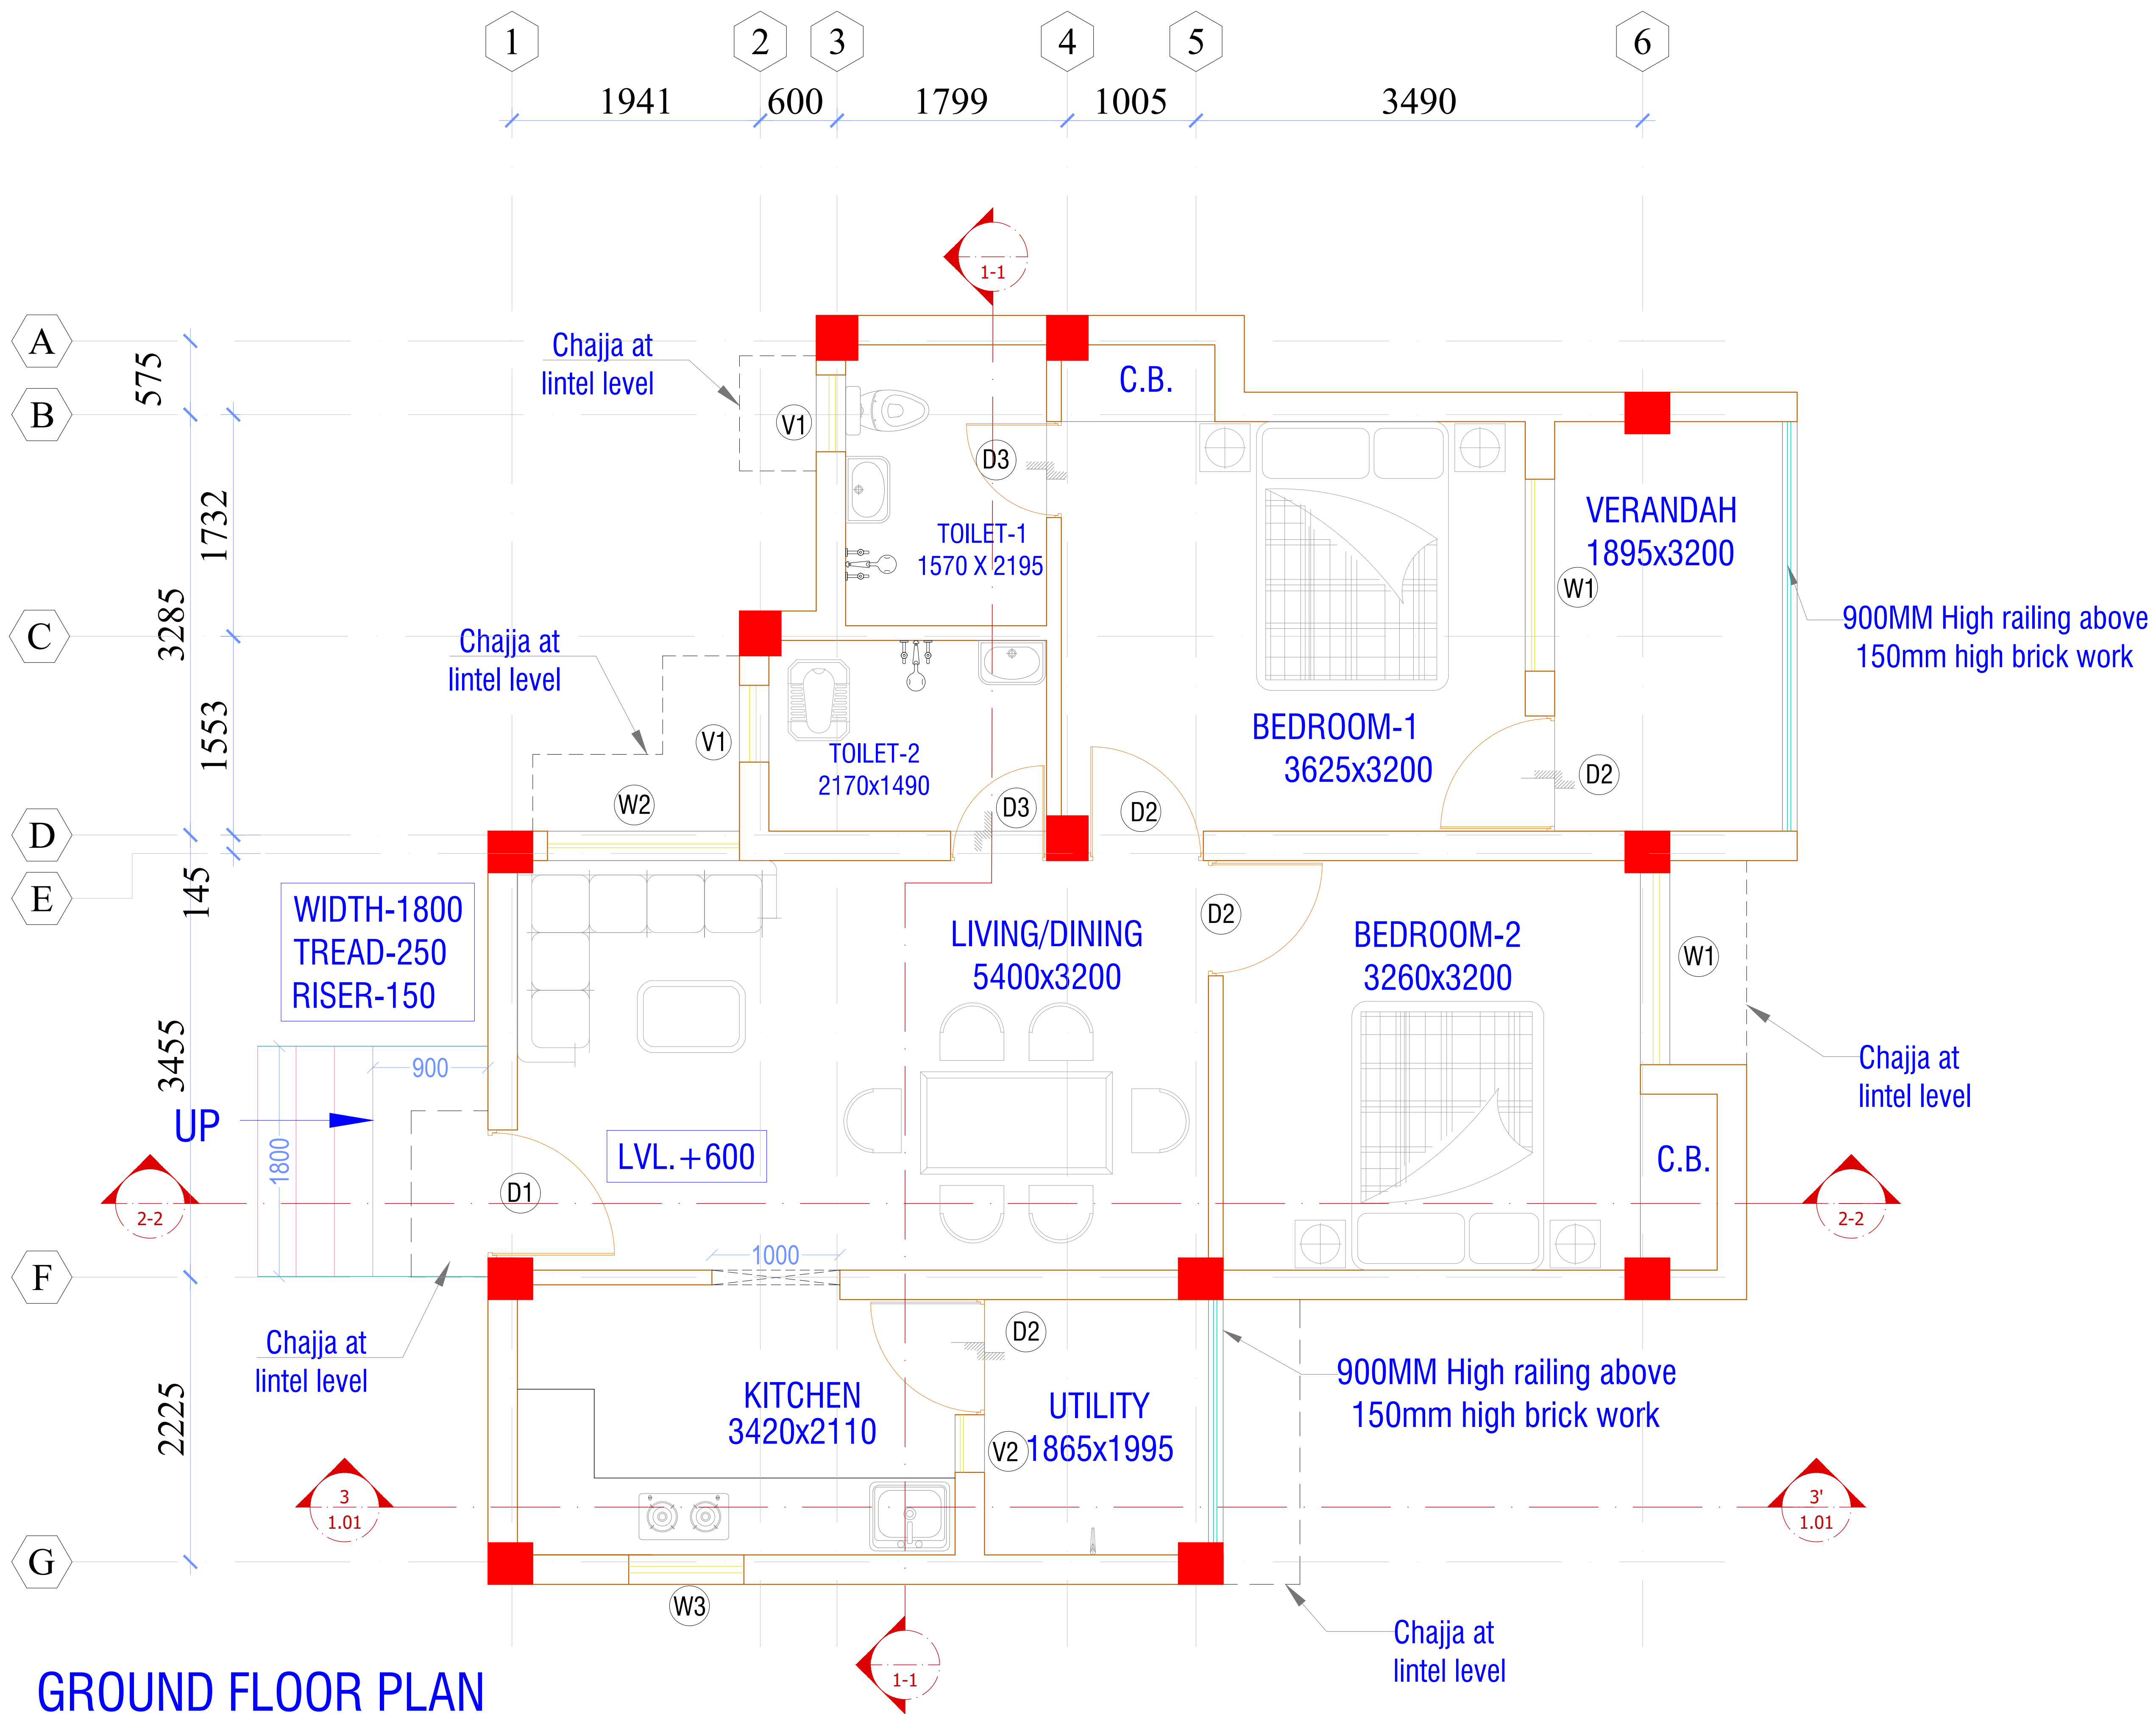 1
2
3
4
5
6
1941
600
1799
1005
3490
1-1
A
575
Chajja at
lintel level
C.B.
B
V1
D3
1732
VERANDAH
1895x3200
TOILET-1
1570 X 2195
W1
900MM High railing above
150mm high brick work
C
3285
Chajja at
lintel level
1553
V1
BEDROOM-1
3625x3200
TOILET-2
2170x1490
D2
W2
D3
D2
D
E
145
WIDTH-1800
TREAD-250
RISER-150
D2
LIVING/DINING
5400x3200
BEDROOM-2
3260x3200
W1
3455
900
Chajja at
lintel level
UP
1800
LVL.+600
C.B.
D1
2-2
2-2
1000
F
Chajja at
lintel level
D2
2225
KITCHEN
3420x2110
UTILITY
1865x1995
V2
900MM High railing above
150mm high brick work
3
1.01
3'
1.01
G
W3
Chajja at
lintel level
1-1
GROUND FLOOR PLAN